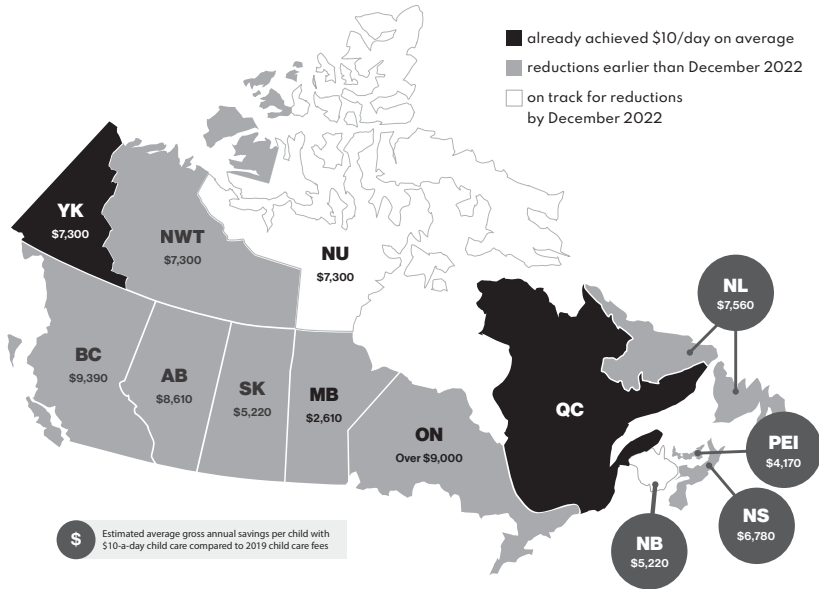 already achieved $10/day on average
reductions earlier than December 2022
on track for reductions
by December 2022
YK
$7,300
NWT
$7,300
NU
$7,300
NL
$7,560
BC
$9,390
AB
$8,610
SK
$5,220
MB
$2,610
ON
Over $9,000
QC
PEI
$4,170
NS
$6,780
NB
$5,220
$
Estimated average gross annual savings per child with
$10-a-day child care compared to 2019 child care fees